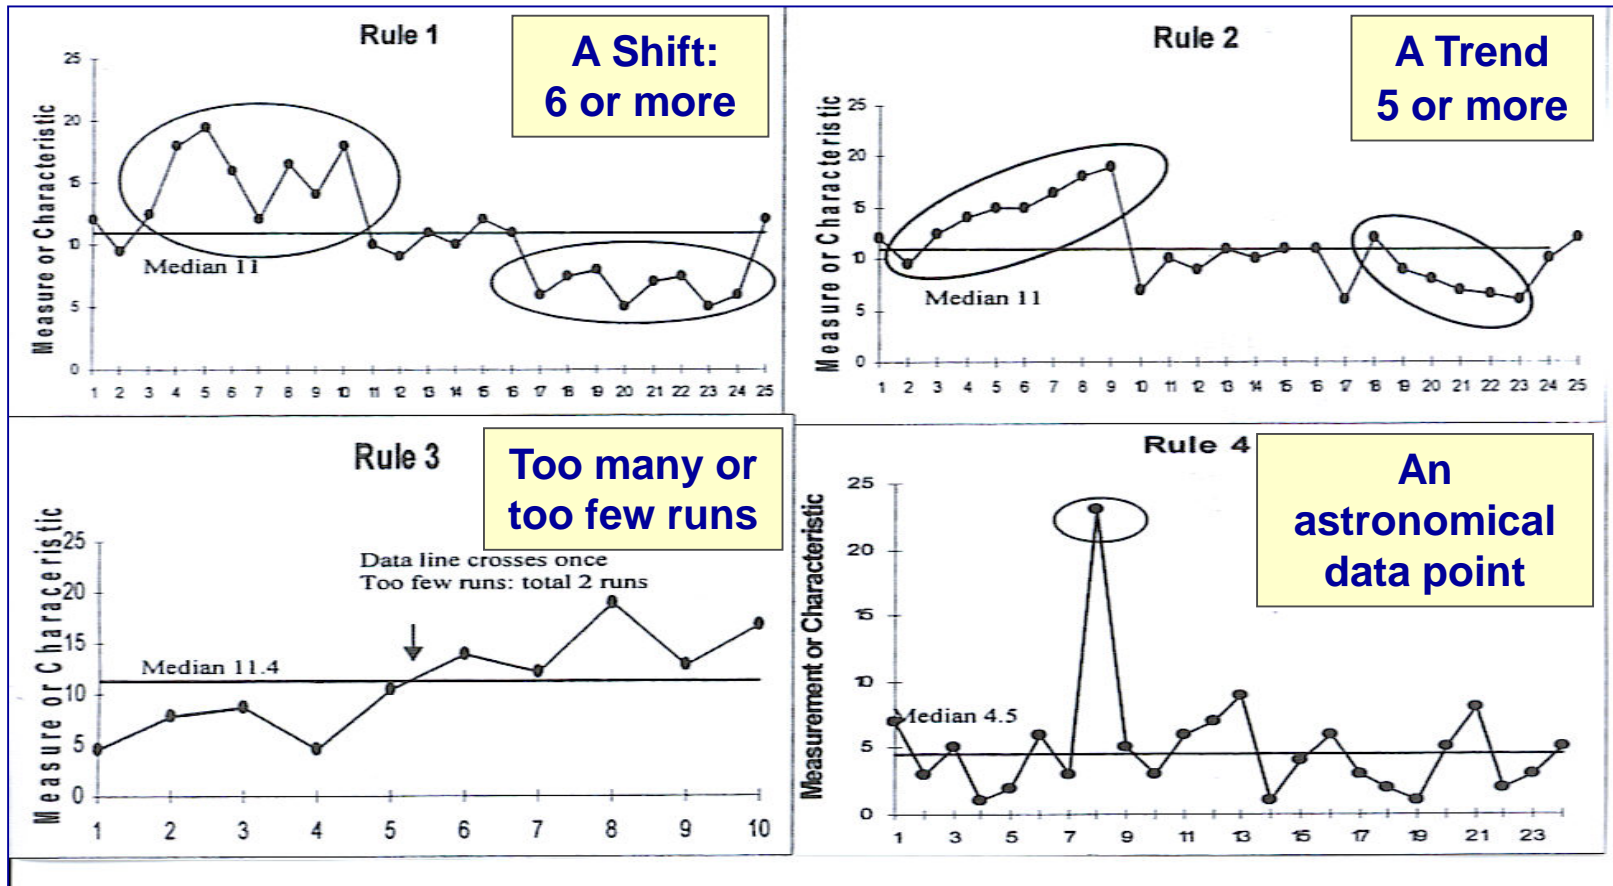 Rule 1
A Shift:
6 or more
Measure or Characteristic
25
20
15
10
5
0
Median 11
1 2 3 4 5 6 7 8 9 10 11 12 13 14 15 16 17 18 19 20 21 22 23 24 25
Rule 2
A Trend
5 or more
Measure or Characteristic
25
20
15
10
5
0
Median 11
1 2 3 4 5 6 7 8 9 10 11 12 13 14 15 16 17 18 19 20 21 22 23 24 25
Rule 3
Too many or
too few runs
Measure or Characeristic
25
20
15
10
5
0
Data line crosses once
Too few runs: total 2 runs
Median 11.4
1 2 3 4 5 6 7 8 9 10
Rule 4
An
astronomical
data point
Measurement or Characteristic
25
20
15
10
5
0
Median 4.5
1 3 5 7 9 11 13 15 17 19 21 23